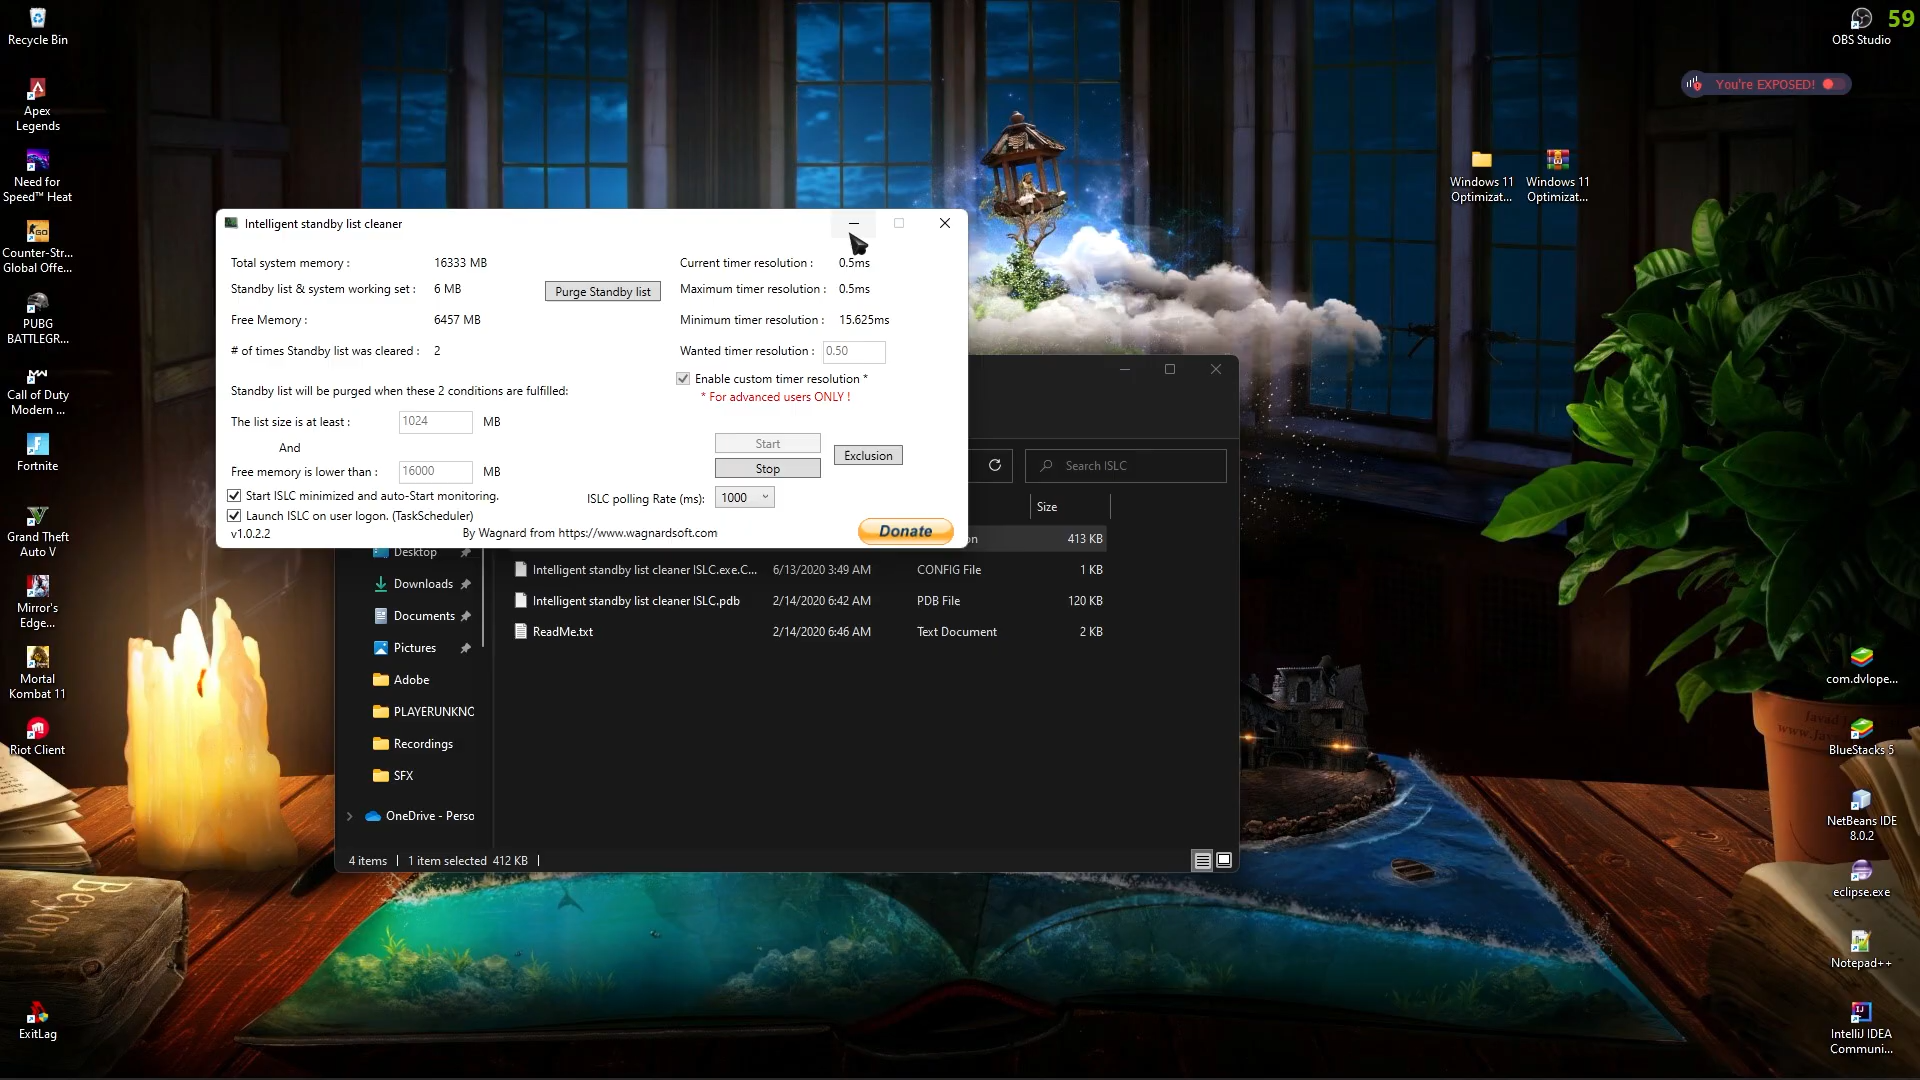 Recycle Bin
Apex
Legends
Need for
Speed™ Heat
Counter-Str...
Global Offe...
PUBG
BATTLEGR...
Call of Duty
Modern ...
Fortnite
Grand Theft
Auto V
Mirror's
Edge...
Mortal
Kombat 11
Riot Client
ExitLag
Intelligent standby list cleaner
Total system memory : 16333 MB
Standby list & system working set : 6 MB
Purge Standby list
Free Memory : 6457 MB
# of times Standby list was cleared : 2
Standby list will be purged when these 2 conditions are fulfilled:
The list size is at least : 1024 MB
And
Free memory is lower than : 16000 MB
Start ISLC minimized and auto-Start monitoring.
Launch ISLC on user logon. (TaskScheduler)
v1.0.2.2
By Wagnard from https://www.wagnardsoft.com
Current timer resolution : 0.5ms
Maximum timer resolution : 0.5ms
Minimum timer resolution : 15.625ms
Wanted timer resolution : 0.50
Enable custom timer resolution *
* For advanced users ONLY !
Start
Stop
Exclusion
ISLC polling Rate (ms): 1000
Donate
Search ISLC
Size
on 413 KB
Intelligent standby list cleaner ISLC.exe.C... 6/13/2020 3:49 AM CONFIG File 1 KB
Intelligent standby list cleaner ISLC.pdb 2/14/2020 6:42 AM PDB File 120 KB
ReadMe.txt 2/14/2020 6:46 AM Text Document 2 KB
Desktop
Downloads
Documents
Pictures
Adobe
PLAYERUNKNO
Recordings
SFX
OneDrive - Perso
4 items
1 item selected 412 KB
59
OBS Studio
You're EXPOSED!
Windows 11
Optimizat...
Windows 11
Optimizat...
com.dvlope...
BlueStacks 5
NetBeans IDE
8.0.2
eclipse.exe
Notepad++
IntelliJ IDEA
Communi...